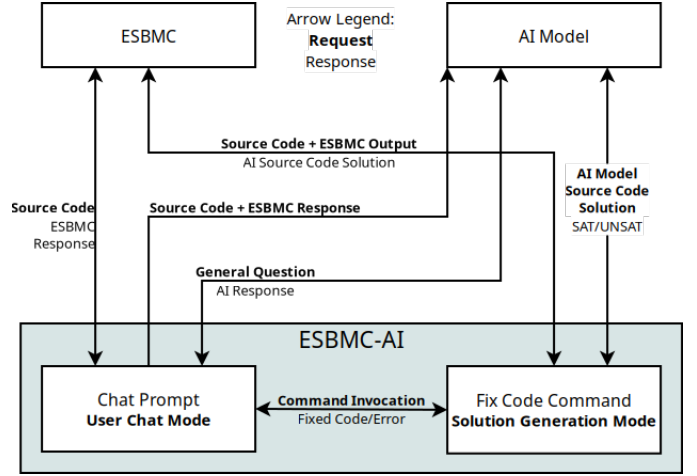 ESBMC
Arrow Legend:
Request
Response
AI Model
Source Code + ESBMC Output
AI Source Code Solution
AI Model
Source Code
Solution
SAT/UNSAT
Source Code
ESBMC
Response
Source Code + ESBMC Response
General Question
AI Response
ESBMC-AI
Chat Prompt
User Chat Mode
Command Invocation
Fixed Code/Error
Fix Code Command
Solution Generation Mode